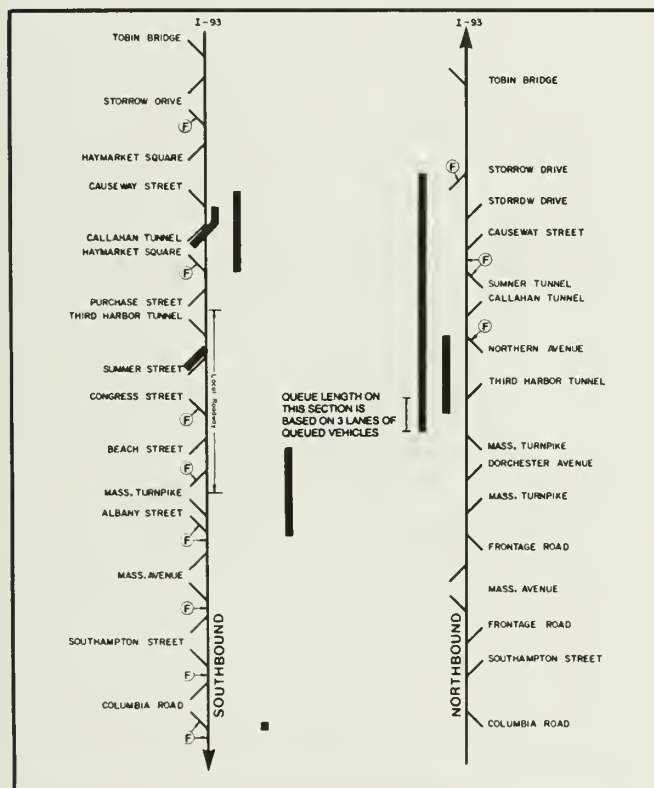 I-93
TOBIN BRIDGE
STORROW DRIVE
F
HAYMARKET SQUARE
CAUSEWAY STREET
CALLAHAN TUNNEL
HAYMARKET SQUARE
F
PURCHASE STREET
THIRD HARBOR TUNNEL
SUMMER STREET
Local Roadway
CONGRESS STREET
F
BEACH STREET
F
MASS. TURNPIKE
ALBANY STREET
F
MASS. AVENUE
F
SOUTHAMPTON STREET
F
COLUMBIA ROAD
F
SOUTHBOUND
QUEUE LENGTH ON
THIS SECTION IS
BASED ON 3 LANES OF
QUEUED VEHICLES
I-93
TOBIN BRIDGE
F
STORROW DRIVE
STORROW DRIVE
CAUSEWAY STREET
F
SUMNER TUNNEL
CALLAHAN TUNNEL
F
NORTHERN AVENUE
THIRD HARBOR TUNNEL
MASS. TURNPIKE
DORCHESTER AVENUE
MASS. TURNPIKE
FRONTAGE ROAD
MASS. AVENUE
FRONTAGE ROAD
SOUTHAMPTON STREET
COLUMBIA ROAD
NORTHBOUND